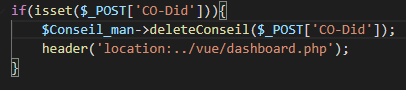 if(isset($_POST['CO-Did'])){
$Conseil_man->deleteConseil($_POST['CO-Did']);
header('location:../vue/dashboard.php');
}